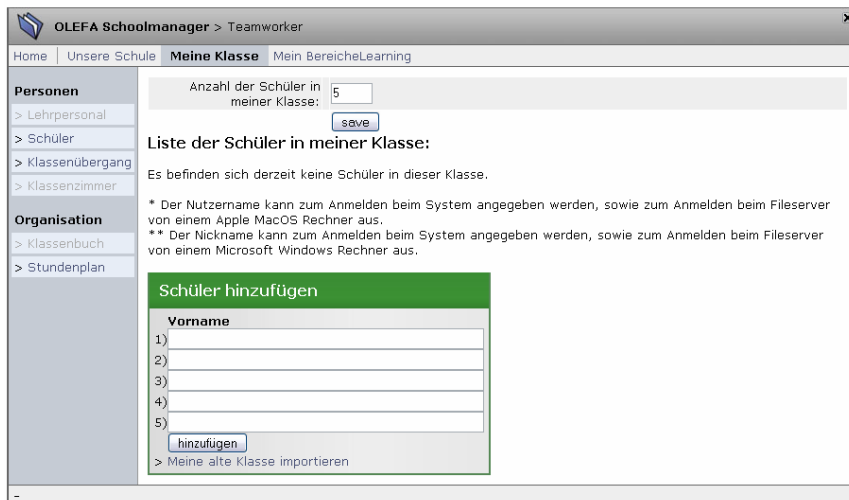 OLEFA Schoolmanager > Teamworker
Home | Unsere Schule Meine Klasse Mein BereicheLearning
Personen
> Lehrpersonal
> Schüler
> Klassenübergang
> Klassenzimmer
Organisation
> Klassenbuch
> Stundenplan
Anzahl der Schüler in
meiner Klasse:
5
save
Liste der Schüler in meiner Klasse:
Es befinden sich derzeit keine Schüler in dieser Klasse.
* Der Nutzername kann zum Anmelden beim System angegeben werden, sowie zum Anmelden beim Fileserver
von einem Apple MacOS Rechner aus.
** Der Nickname kann zum Anmelden beim System angegeben werden, sowie zum Anmelden beim Fileserver
von einem Microsoft Windows Rechner aus.
Schüler hinzufügen
Vorname
1)
2)
3)
4)
5)
hinzufügen
> Meine alte Klasse importieren
-